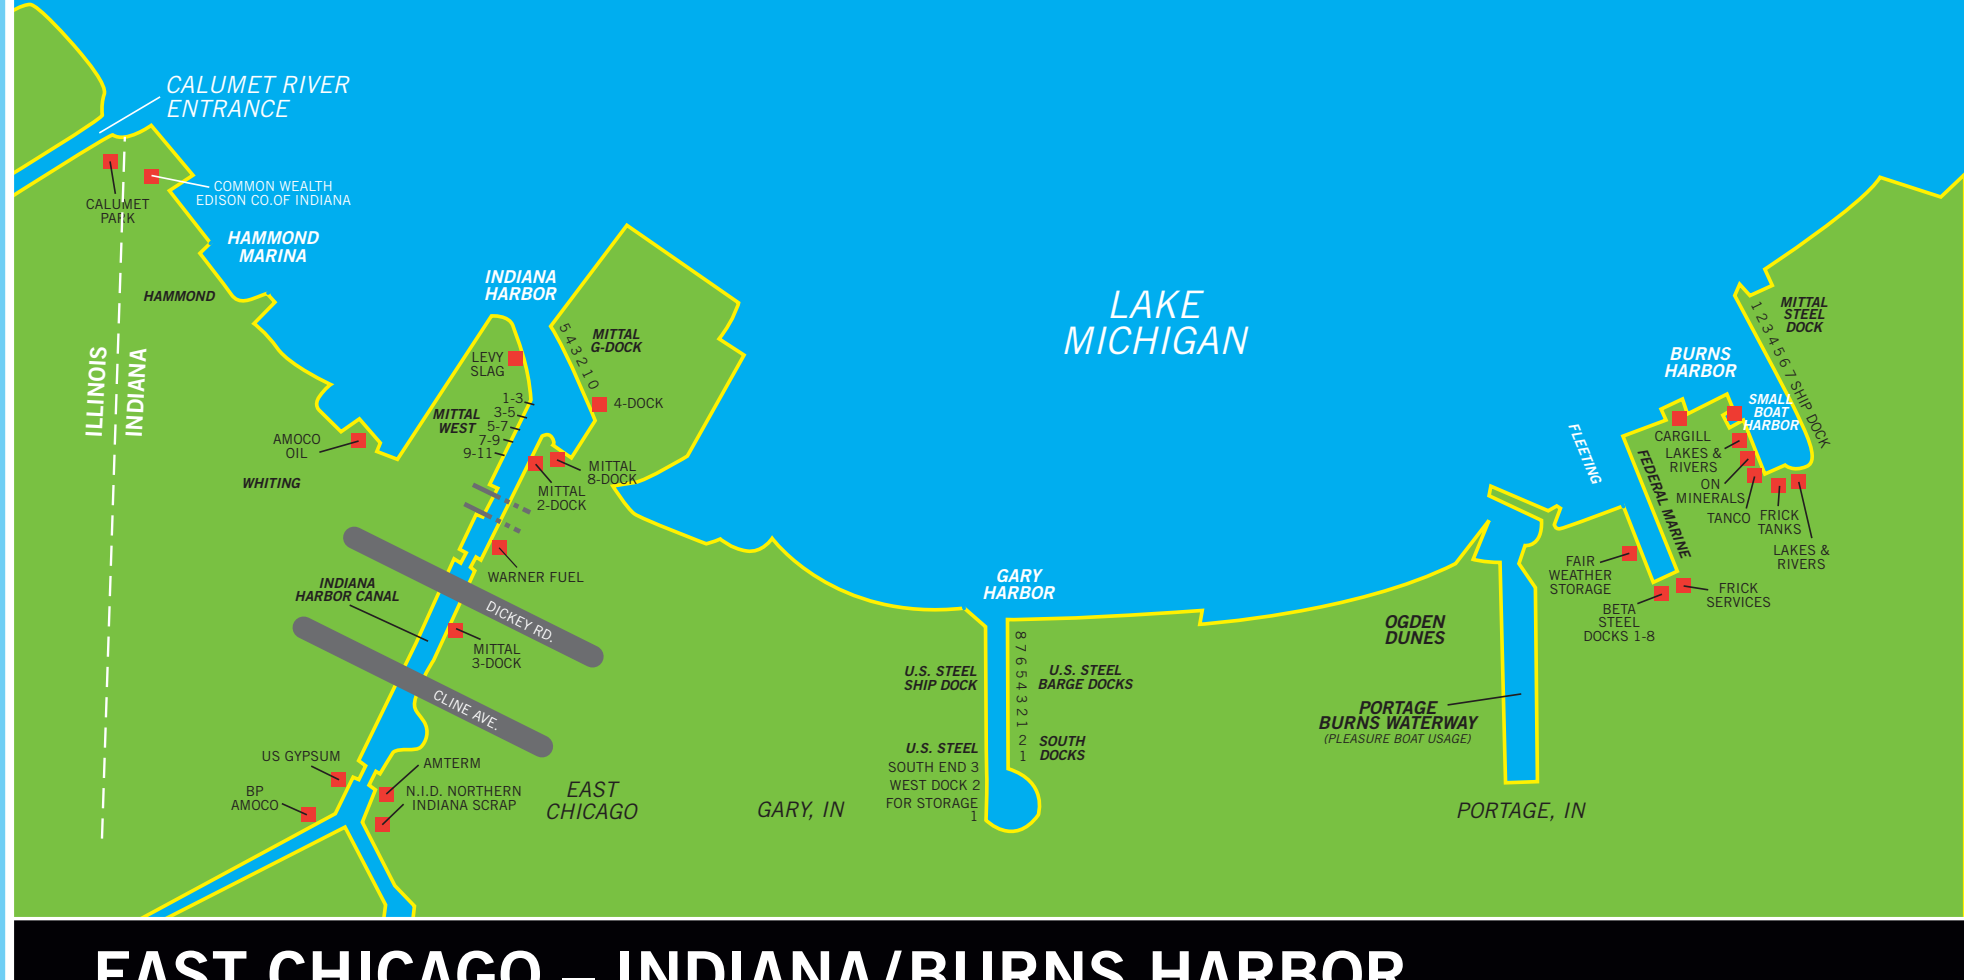 CALUMET RIVER
ENTRANCE
CALUMET
PARK
COMMON WEALTH
EDISON CO.OF INDIANA
HAMMOND
MARINA
HAMMOND
ILLINOIS
INDIANA
AMOCO
OIL
WHITING
INDIANA
HARBOR
LEVY
SLAG
MITTAL
WEST
1-3
3-5
5-7
7-9
9-11
5 4 3 2 1 0
MITTAL
G-DOCK
4-DOCK
MITTAL
8-DOCK
MITTAL
2-DOCK
WARNER FUEL
INDIANA
HARBOR CANAL
DICKEY RD.
MITTAL
3-DOCK
CLINE AVE.
US GYPSUM
BP
AMOCO
AMTERM
N.I.D. NORTHERN
INDIANA SCRAP
EAST
CHICAGO
LAKE
MICHIGAN
GARY, IN
GARY
HARBOR
U.S. STEEL
SHIP DOCK
8 7 6 5 4 3 2 1
U.S. STEEL
BARGE DOCKS
2
1
SOUTH
DOCKS
U.S. STEEL
SOUTH END 3
WEST DOCK 2
FOR STORAGE
1
OGDEN
DUNES
PORTAGE
BURNS WATERWAY
(PLEASURE BOAT USAGE)
PORTAGE, IN
FLEETING
BURNS
HARBOR
MITTAL
STEEL
DOCK
1 2 3 4 5 6 7 SHIP DOCK
SMALL
BOAT
HARBOR
CARGILL
LAKES &
RIVERS
ON
MINERALS
TANCO
FRICK
TANKS
LAKES &
RIVERS
FEDERAL MARINE
FAIR
WEATHER
STORAGE
BETA
STEEL
DOCKS 1-8
FRICK
SERVICES
EAST CHICAGO – INDIANA/BURNS HARBOR